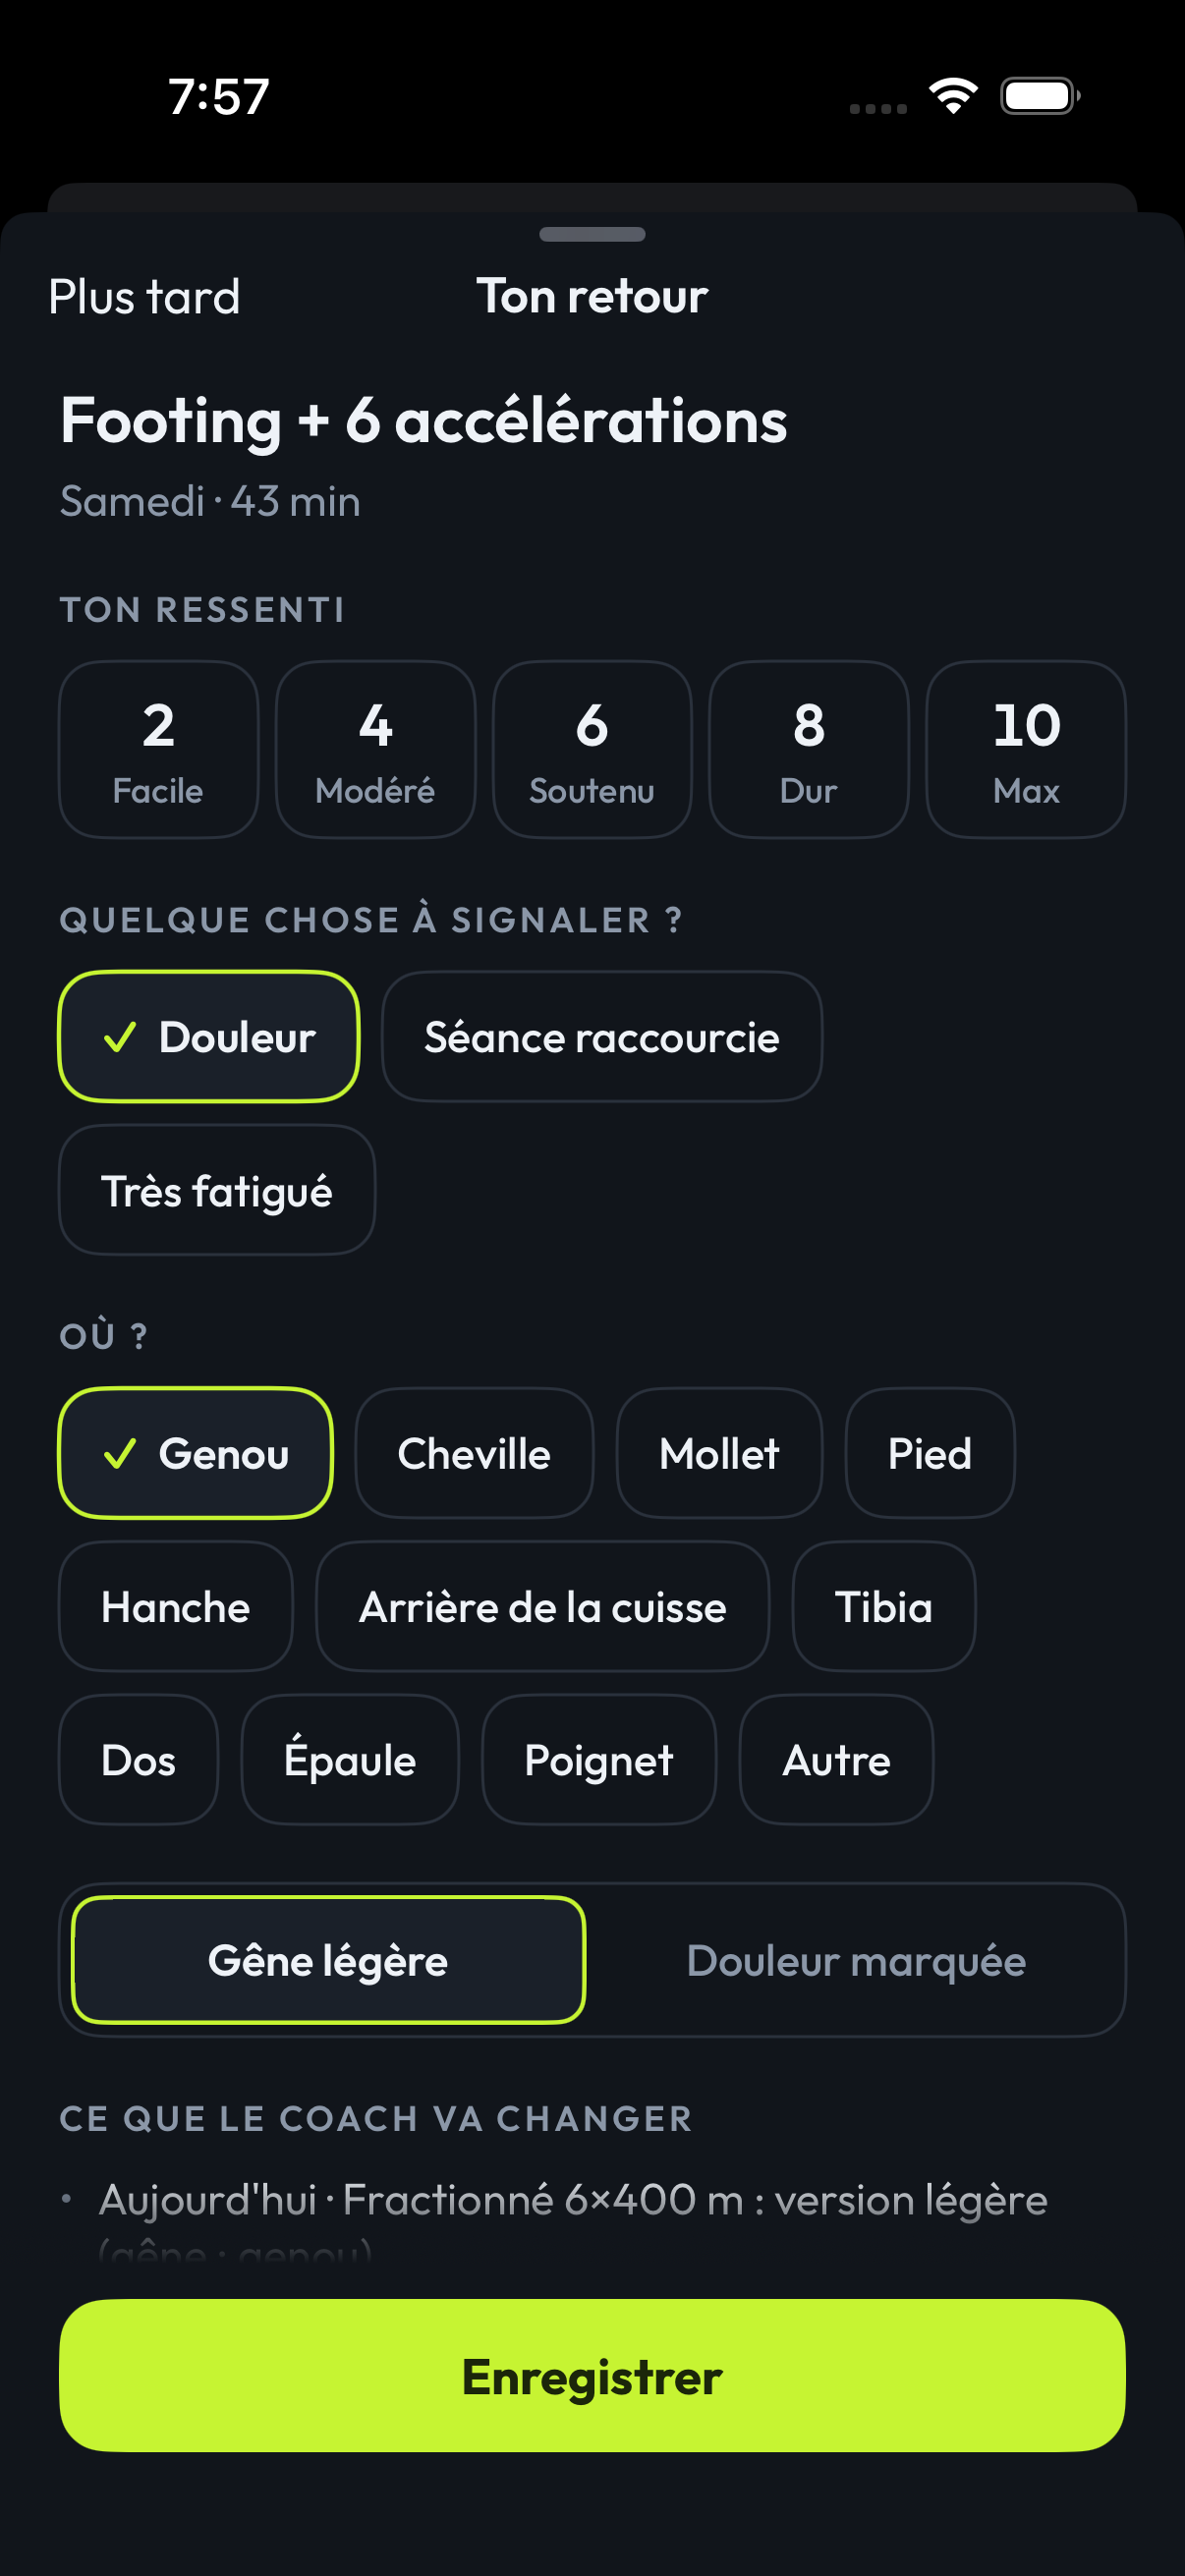 7:57
Plus tard
Ton retour
Footing + 6 accélérations
Samedi · 43 min
TON RESSENTI
2
4
6
8
10
Facile
Modéré
Soutenu
Dur
Max
QUELQUE CHOSE À SIGNALER ?
Douleur
Séance raccourcie
Très fatigué
OÙ ?
Genou
Cheville
Mollet
Pied
Hanche
Arrière de la cuisse
Tibia
Dos
Épaule
Poignet
Autre
Gêne légère
Douleur marquée
CE QUE LE COACH VA CHANGER
• Aujourd'hui · Fractionné 6×400 m : version légère
(gêne : genou)
Enregistrer